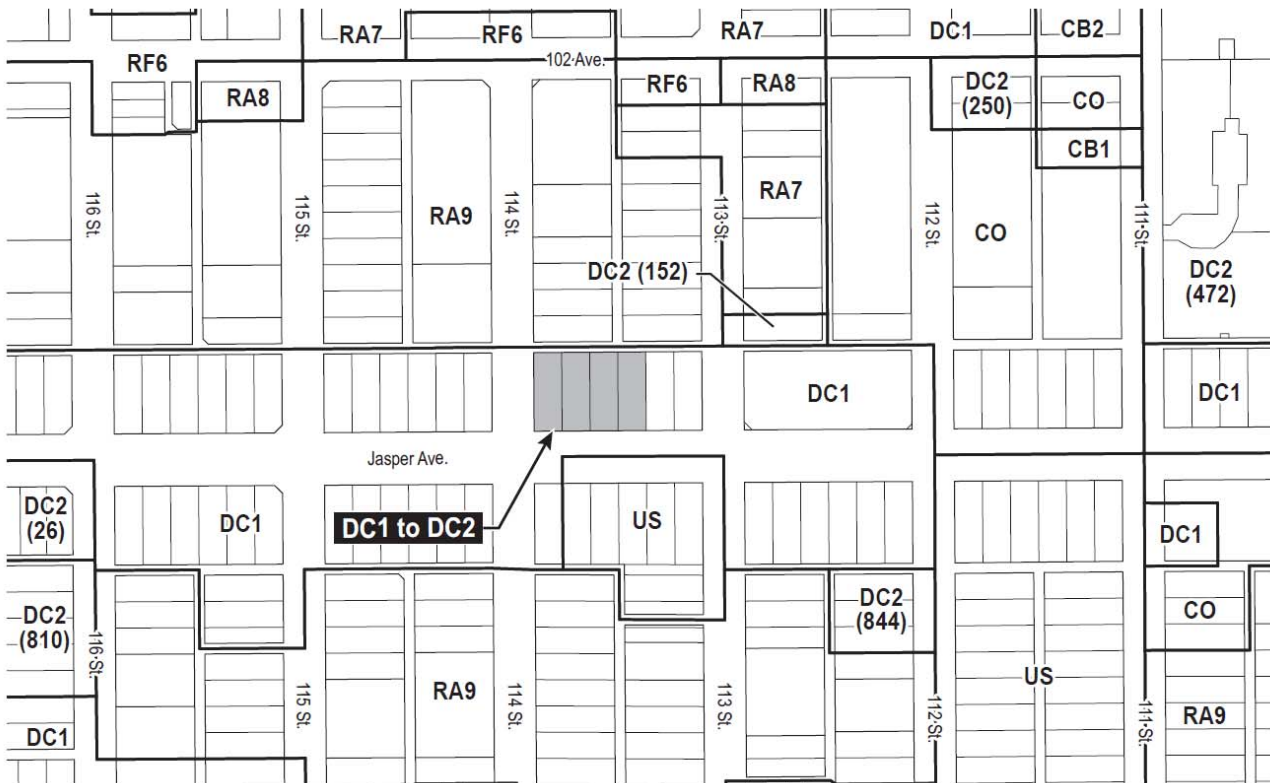 RA7
RF6
RA7
DC1
CB2
RF6
102 Ave.
RA8
RF6
RA8
DC2
(250)
CO
CB1
116 St.
115 St.
RA9
114 St.
113 St.
RA7
112 St.
CO
111 St.
DC2 (152)
DC2
(472)
DC1
DC1
Jasper Ave.
DC2
(26)
DC1
DC1 to DC2
US
DC1
DC2
(810)
116 St.
DC2
(844)
CO
115 St.
RA9
114 St.
113 St.
112 St.
US
111 St.
RA9
DC1